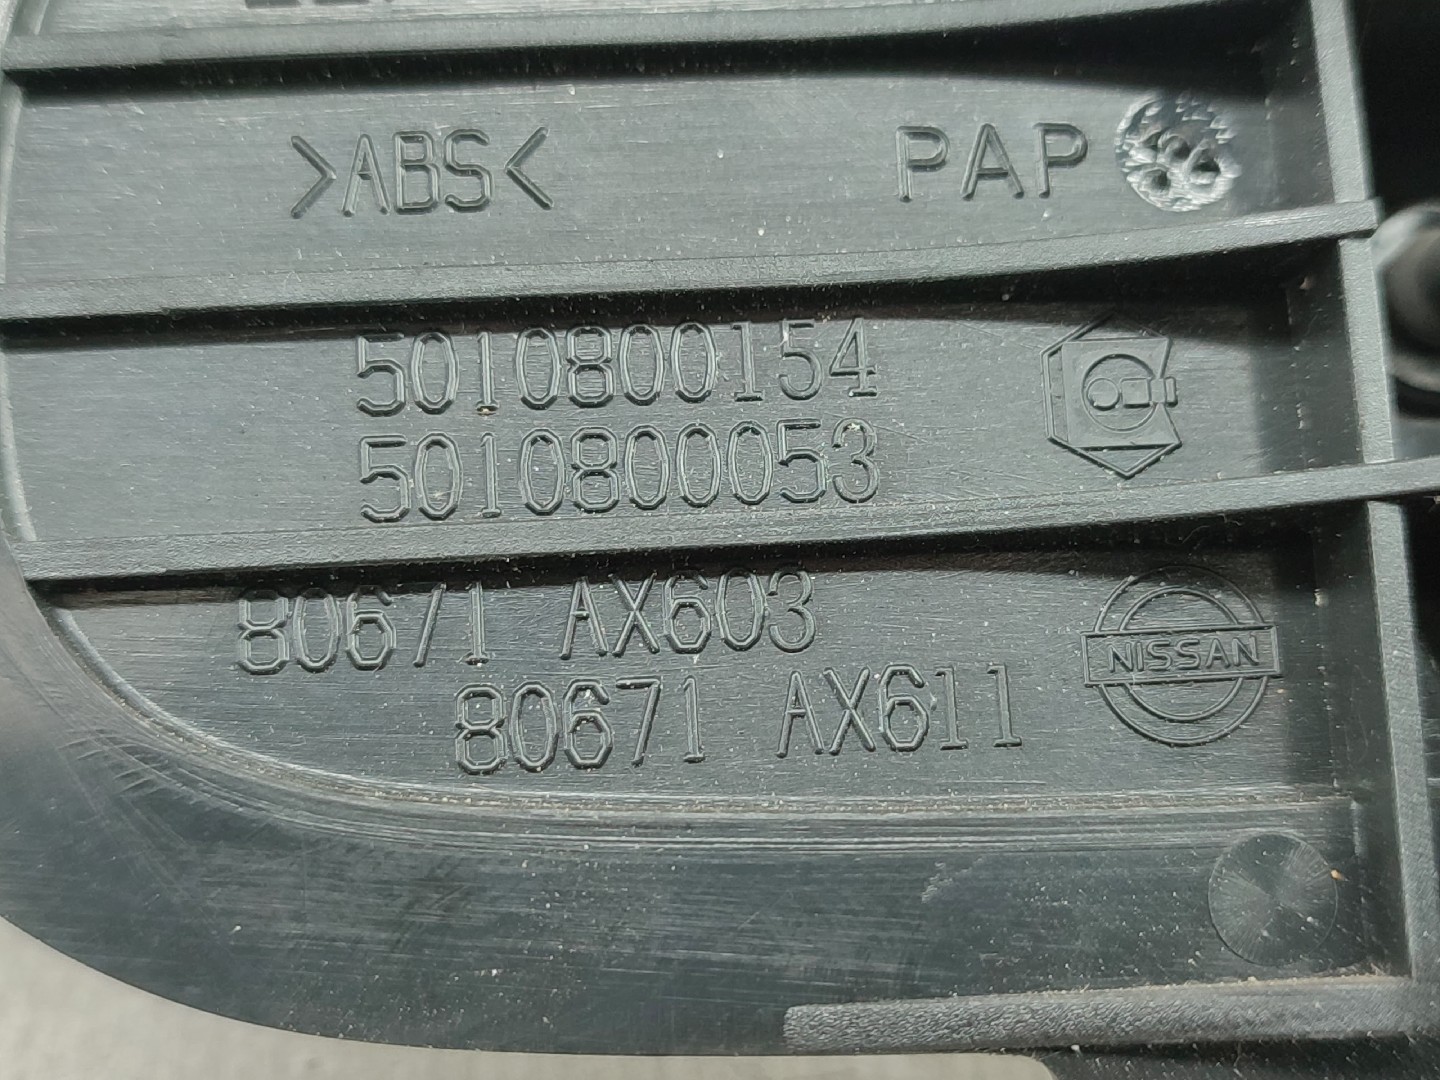 >ABS< PAP
5010800154
5010800053
80671 AX603
80671 AX611
NISSAN